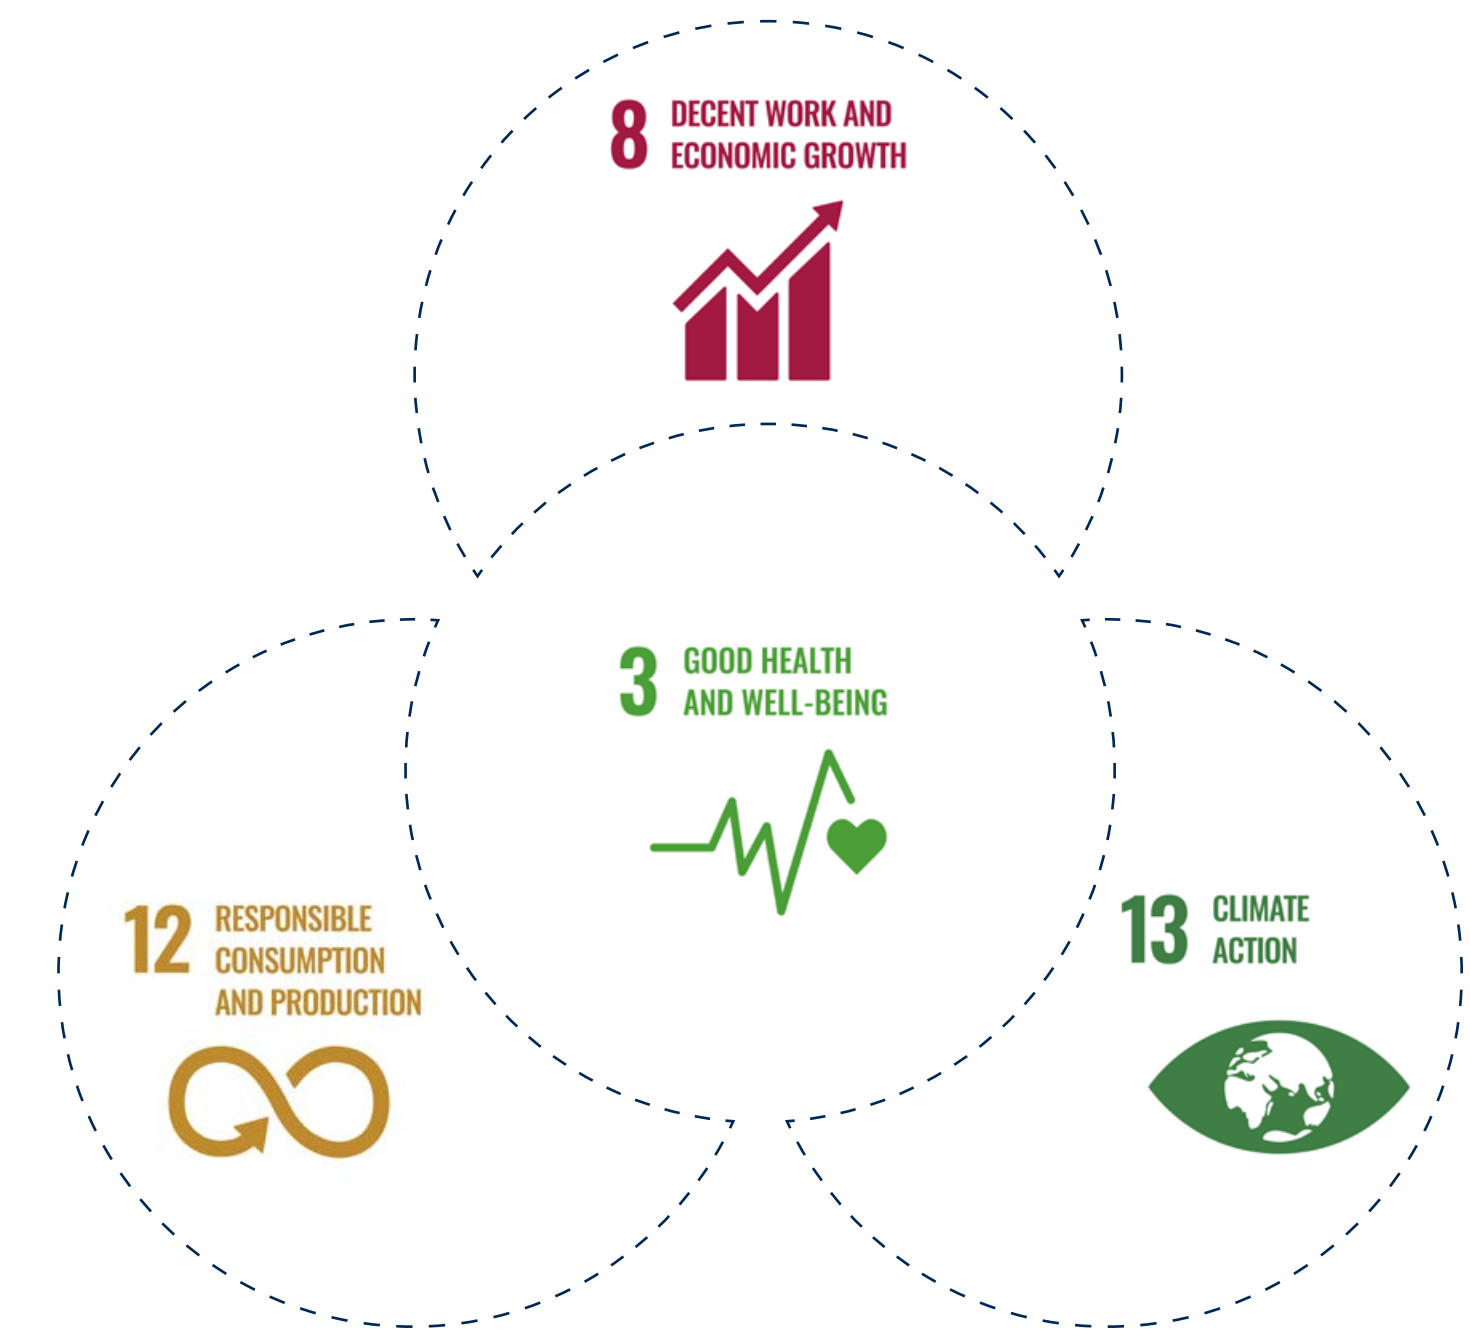 8 DECENT WORK AND
ECONOMIC GROWTH
3 GOOD HEALTH
AND WELL-BEING
12 RESPONSIBLE
CONSUMPTION
AND PRODUCTION
13 CLIMATE
ACTION